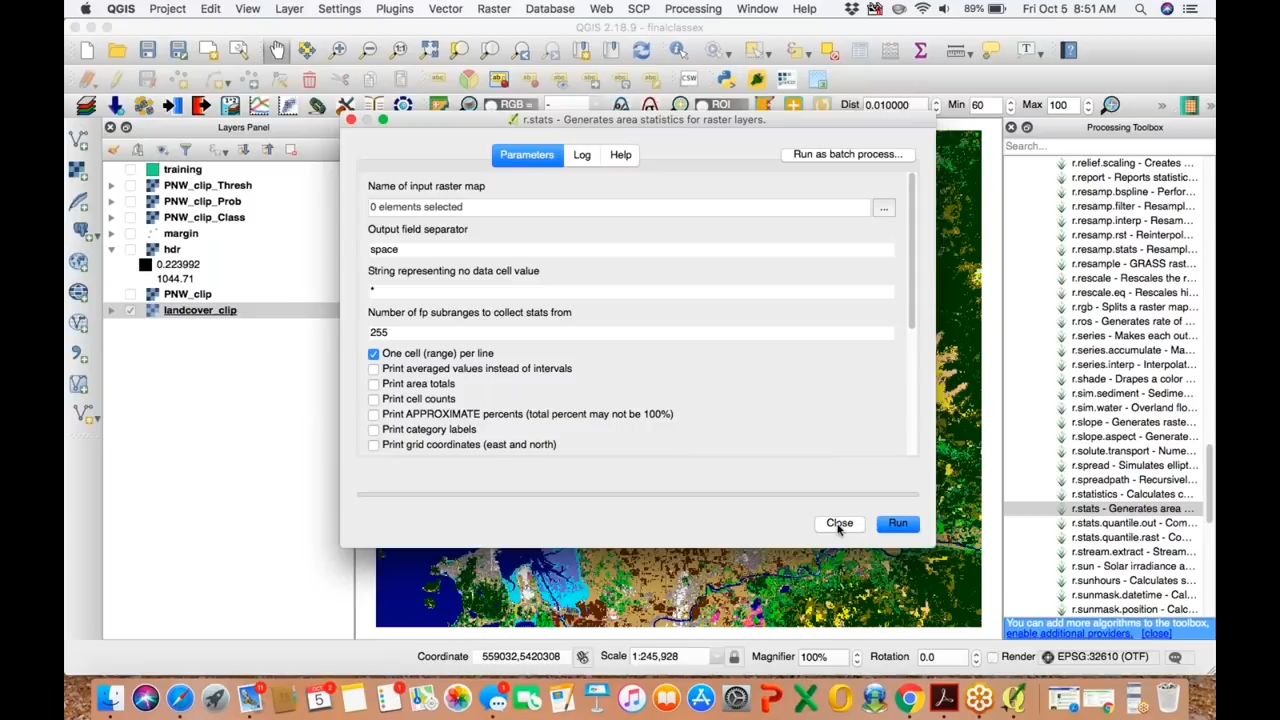 QGIS Project Edit View Layer Settings Plugins Vector Raster Database Web SCP Processing Window Help 89% Fri Oct 5 8:51 AM
QGIS 2.18.9 - finalclassex
RGB = - ROI Dist 0.010000 Min 60 Max 100
Layers Panel
training
PNW_clip_Thresh
PNW_clip_Prob
PNW_clip_Class
margin
hdr
0.223992
1044.71
PNW_clip
landcover_clip
r.stats - Generates area statistics for raster layers.
Parameters Log Help Run as batch process...
Name of input raster map
0 elements selected ...
Output field separator
space
String representing no data cell value
*
Number of fp subranges to collect stats from
255
One cell (range) per line
Print averaged values instead of intervals
Print area totals
Print cell counts
Print APPROXIMATE percents (total percent may not be 100%)
Print category labels
Print grid coordinates (east and north)
Close Run
Processing Toolbox
Search...
r.relief.scaling - Creates ...
r.report - Reports statistic...
r.resamp.bspline - Perfor...
r.resamp.filter - Resampl...
r.resamp.interp - Resam...
r.resamp.rst - Reinterpol...
r.resamp.stats - Resampl...
r.resample - GRASS rast...
r.rescale - Rescales the r...
r.rescale.eq - Rescales hi...
r.rgb - Splits a raster map...
r.ros - Generates rate of ...
r.series - Makes each out...
r.series.accumulate - Ma...
r.series.interp - Interpolat...
r.shade - Drapes a color ...
r.sim.sediment - Sedime...
r.sim.water - Overland flo...
r.slope - Generates raste...
r.slope.aspect - Generate...
r.solute.transport - Nume...
r.spread - Simulates ellipt...
r.spreadpath - Recursivel...
r.statistics - Calculates c...
r.stats - Generates area ...
r.stats.quantile.out - Com...
r.stats.quantile.rast - Co...
r.stream.extract - Stream...
r.sun - Solar irradiance a...
r.sunhours - Calculates s...
r.sunmask.datetime - Cal...
r.sunmask.position - Calc...
You can add more algorithms to the toolbox,
enable additional providers. [close]
Coordinate 559032,5420308 Scale 1:245,928 Magnifier 100% Rotation 0.0 Render EPSG:32610 (OTF)